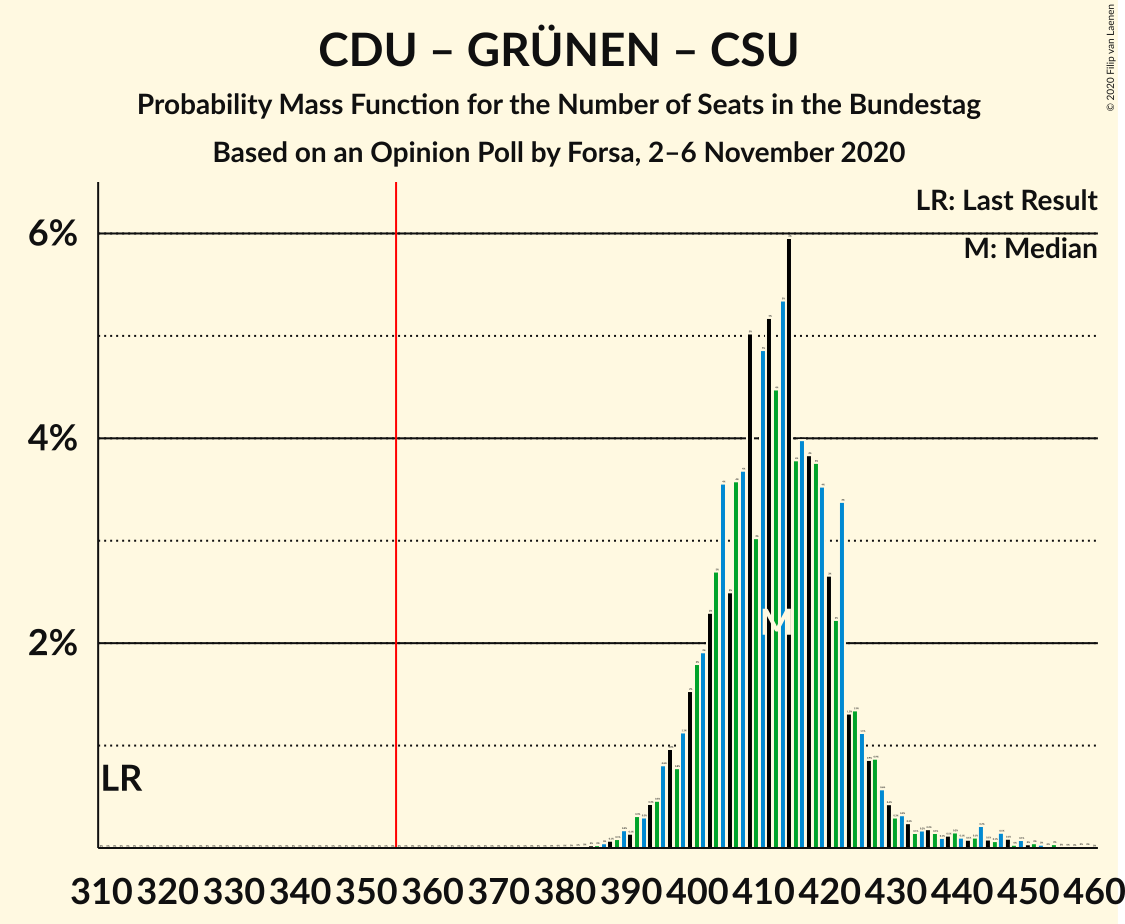 CDU – GRÜNEN – CSU
Probability Mass Function for the Number of Seats in the Bundestag
Based on an Opinion Poll by Forsa, 2–6 November 2020
© 2020 Filip van Laenen
LR: Last Result
M: Median
6%
4%
2%
M
LR
310 320 330 340 350 360 370 380 390 400 410 420 430 440 450 460